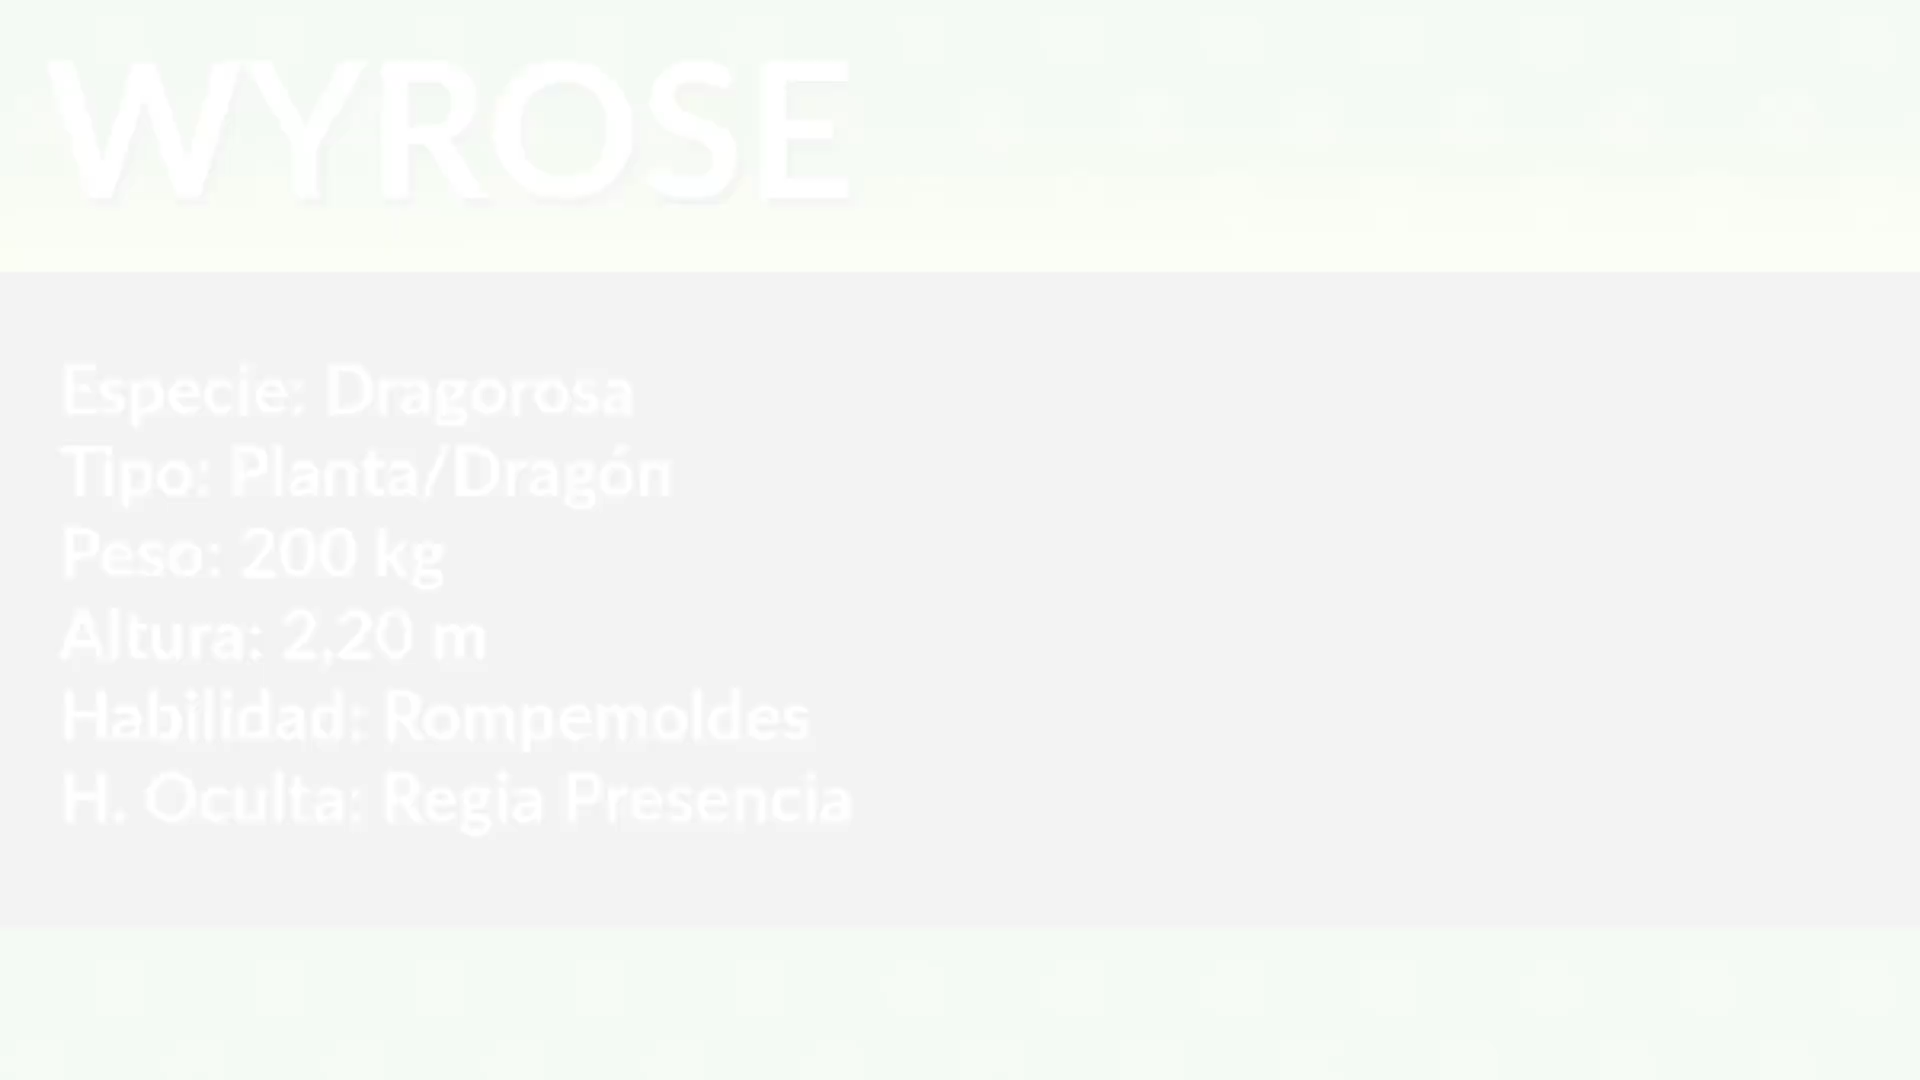 WYROSE
Especie: Dragorosa
Tipo: Planta/Dragón
Peso: 200 kg
Altura: 2,20 m
Habilidad: Rompemoldes
H. Oculta: Regia Presencia